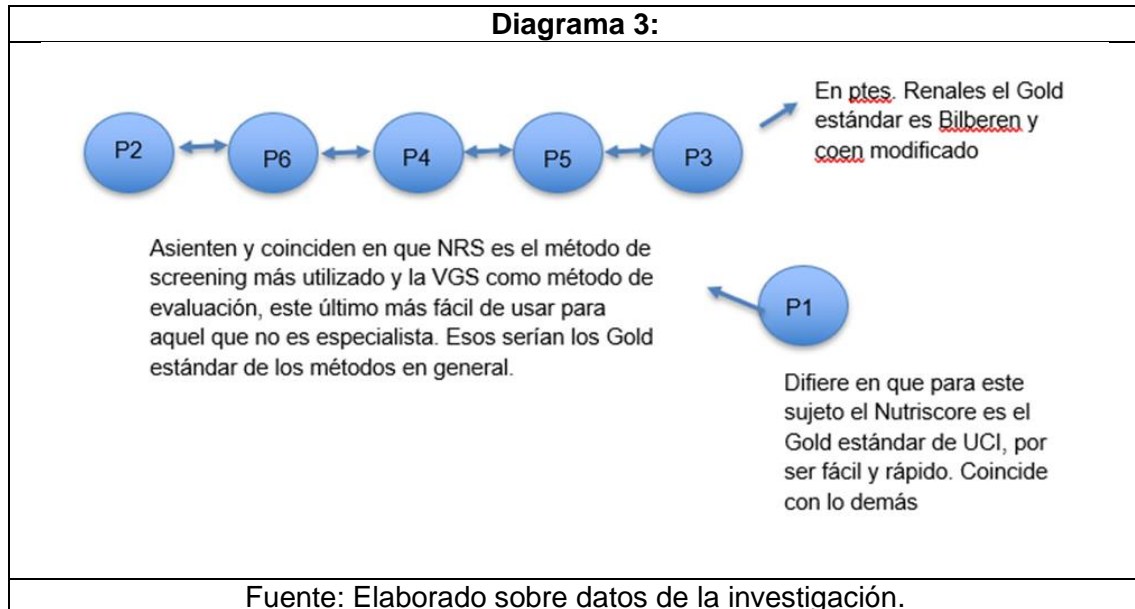 Diagrama 3:
P2
P6
P4
P5
P3
En ptes. Renales el Gold
estándar es Bilberen y
coen modificado
Asienten y coinciden en que NRS es el método de
screening más utilizado y la VGS como método de
evaluación, este último más fácil de usar para
aquel que no es especialista. Esos serían los Gold
estándar de los métodos en general.
P1
Difiere en que para este
sujeto el Nutriscore es el
Gold estándar de UCI, por
ser fácil y rápido. Coincide
con lo demás
Fuente: Elaborado sobre datos de la investigación.